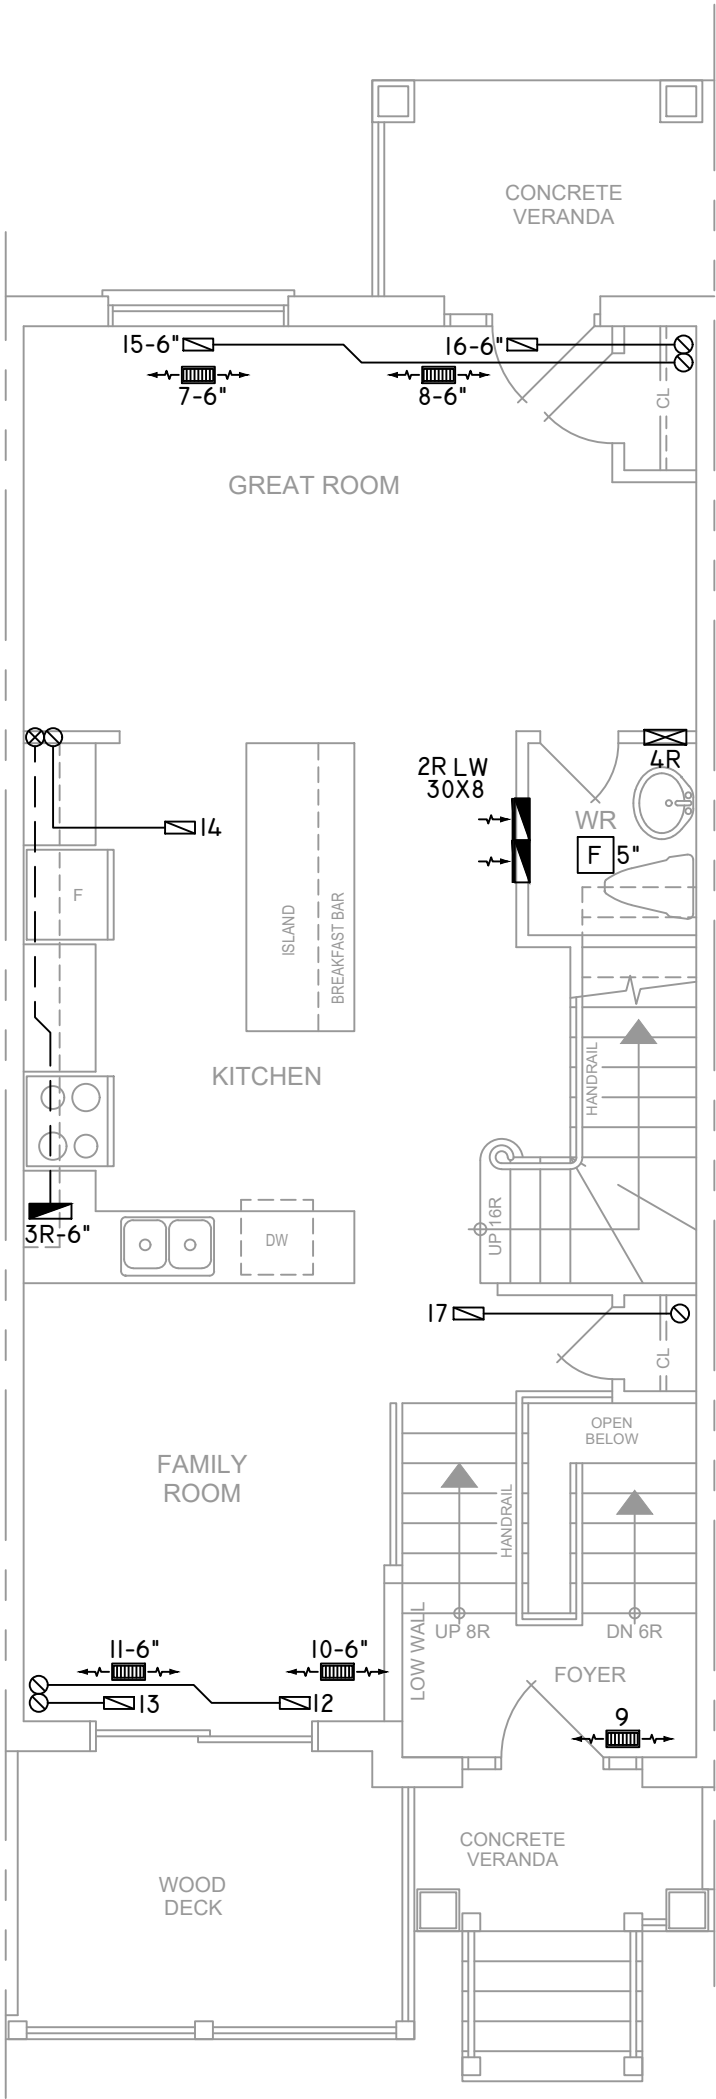 CONCRETE
VERANDA
15-6"
16-6"
7-6"
8-6"
CL
GREAT ROOM
2R LW
30X8
4R
WR
F 5"
14
F
ISLAND
BREAKFAST BAR
KITCHEN
HANDRAIL
UP 16R
3R-6"
DW
17
CL
OPEN
BELOW
FAMILY
ROOM
HANDRAIL
LOW WALL
UP 8R
DN 6R
11-6"
10-6"
FOYER
13
12
9
CONCRETE
VERANDA
WOOD
DECK